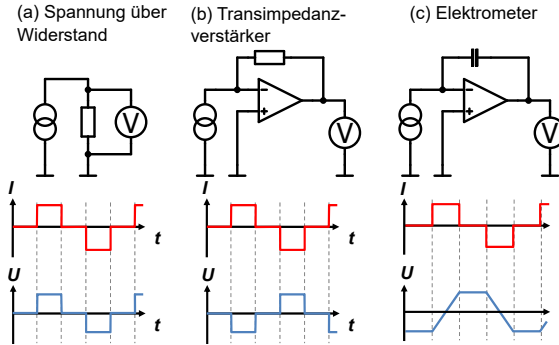 (a) Spannung über
Widerstand
(b) Transimpedanz-
verstärker
(c) Elektrometer
V
V
V
I
t
I
t
I
t
U
t
U
t
U
t